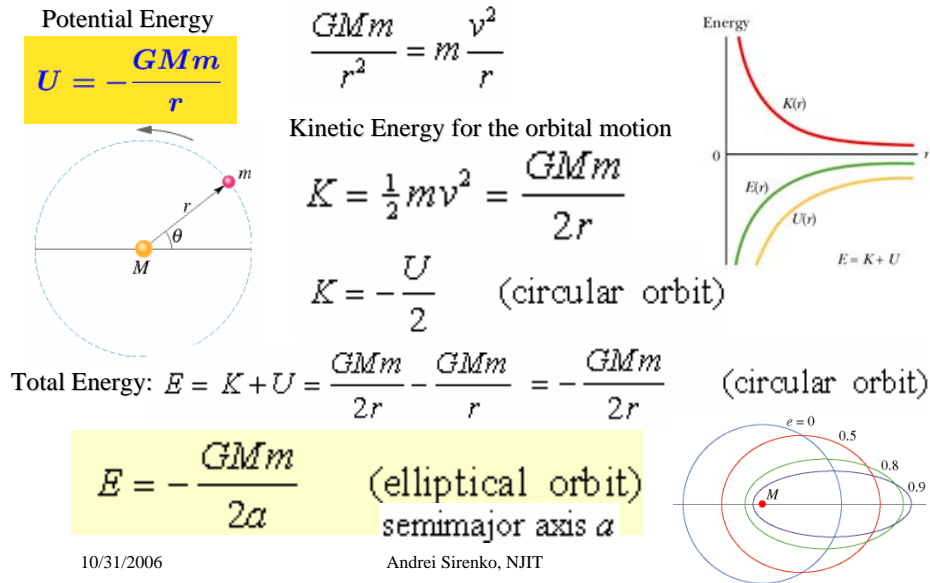 Potential Energy
U = −GMm/r
GMm/r² = m v²/r
Kinetic Energy for the orbital motion
K = ½mv² = GMm/2r
K = −U/2 (circular orbit)
r
m
θ
M
Energy
K(r)
0
r
E(r)
U(r)
E = K + U
Total Energy: E = K + U = GMm/2r − GMm/r = −GMm/2r (circular orbit)
E = −GMm/2a (elliptical orbit)
semimajor axis a
e = 0
0.5
0.8
0.9
M
10/31/2006
Andrei Sirenko, NJIT